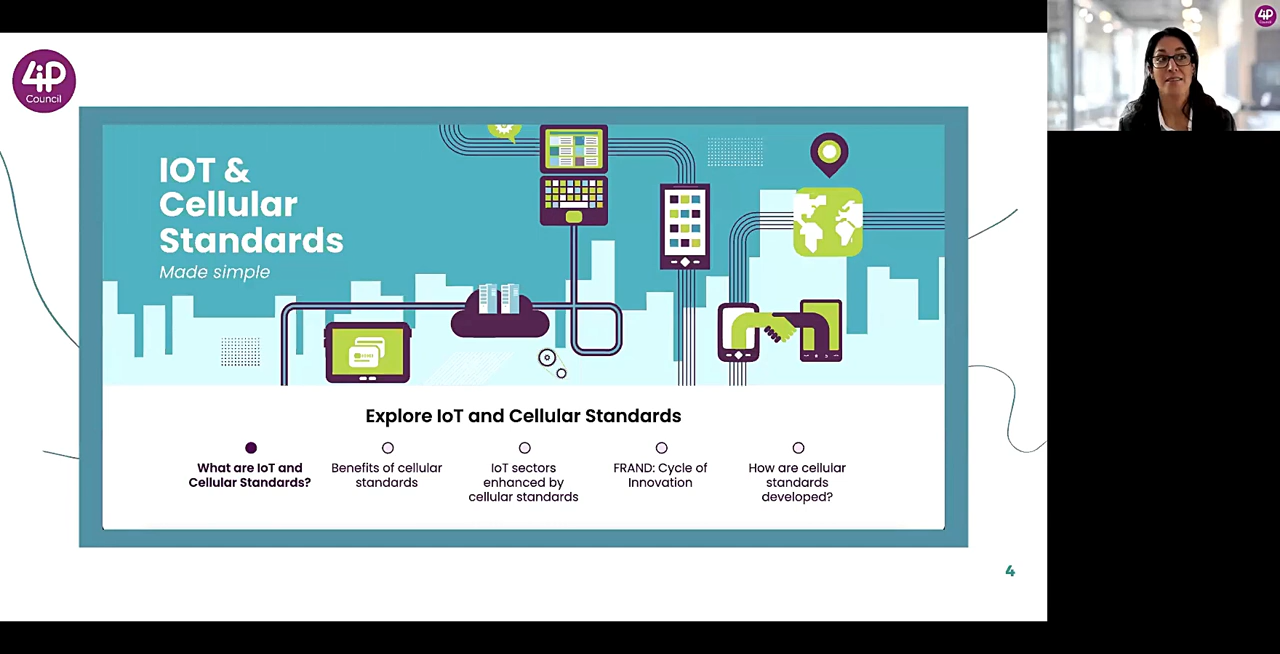 4iP
Council
IOT &
Cellular
Standards
Made simple
Explore IoT and Cellular Standards
What are IoT and
Cellular Standards?
Benefits of cellular
standards
IoT sectors
enhanced by
cellular standards
FRAND: Cycle of
Innovation
How are cellular
standards
developed?
4
4iP
Council